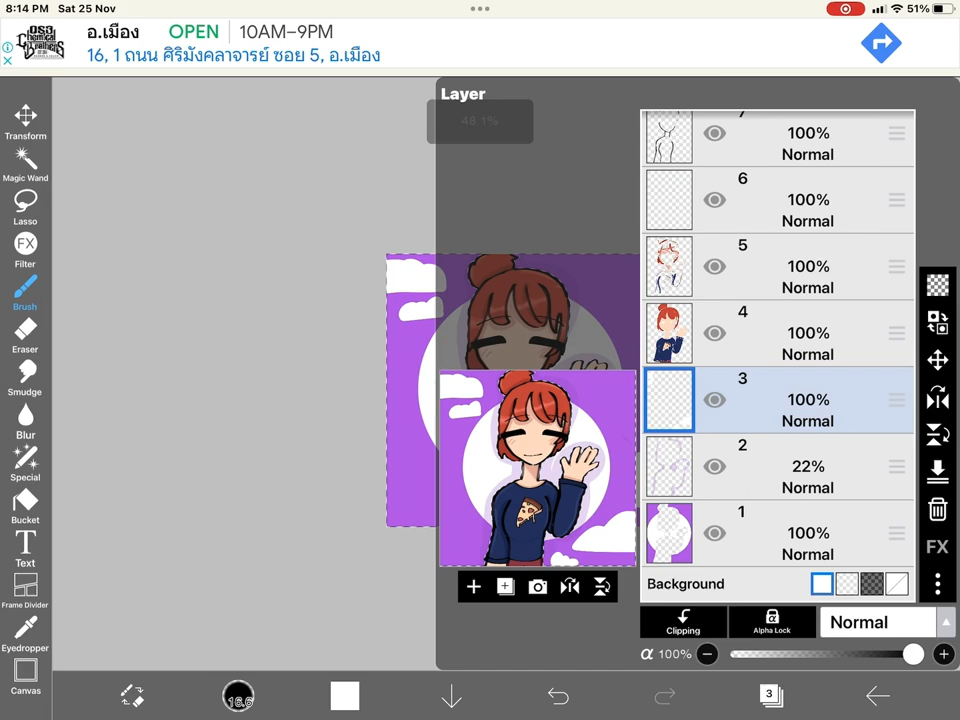 8:14 PM Sat 25 Nov
51%
อ.เมือง OPEN 10AM–9PM
16, 1 ถนน ศิริมังคลาจารย์ ซอย 5, อ.เมือง
Layer
48.1%
Transform
Magic Wand
Lasso
FX
Filter
Brush
Eraser
Smudge
Blur
Special
Bucket
T
Text
Frame Divider
Eyedropper
Canvas
7
100%
Normal
6
100%
Normal
5
100%
Normal
4
100%
Normal
3
100%
Normal
2
22%
Normal
1
100%
Normal
Background
FX
Clipping
Alpha Lock
Normal
α 100%
16.6
3